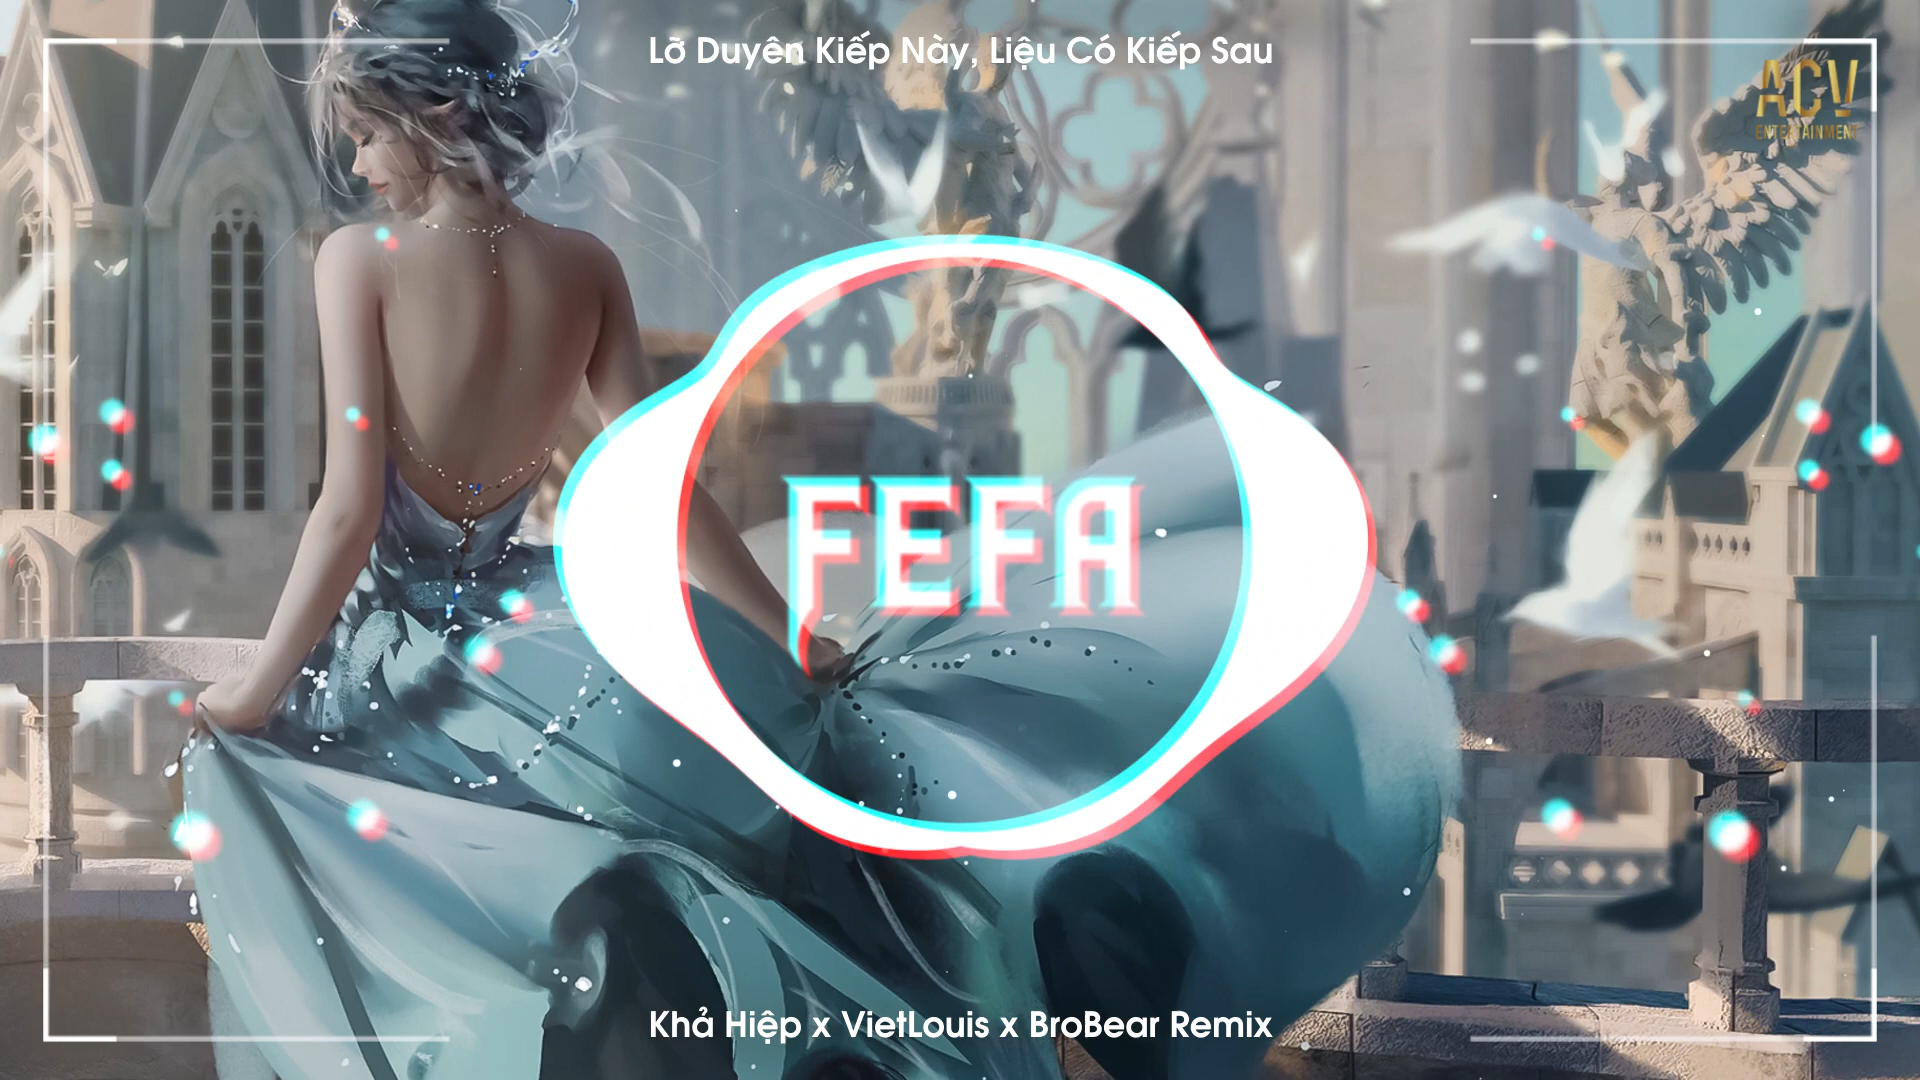 Lỡ Duyên Kiếp Này, Liệu Có Kiếp Sau
ACV
ENTERTAINMENT
FEFA
Khả Hiệp x VietLouis x BroBear Remix